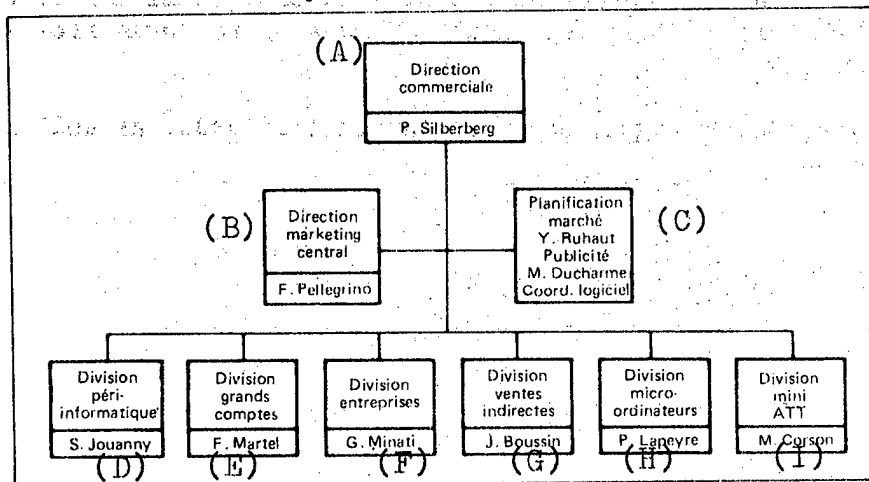 (A)
Direction
commerciale
P. Silberberg
(B)
Direction
marketing
central
F. Pellegrino
Planification
marché
Y. Ruhaut
Publicité
M. Ducharme
Coord. logiciel
(C)
Division
péri-
informatique
S. Jouanny
(D)
Division
grands
comptes
F. Martel
(E)
Division
entreprises
G. Minati
(F)
Division
ventes
indirectes
J. Boussin
(G)
Division
micro-
ordinateurs
P. Lapeyre
(H)
Division
mini
ATT
M. Corson
(I)